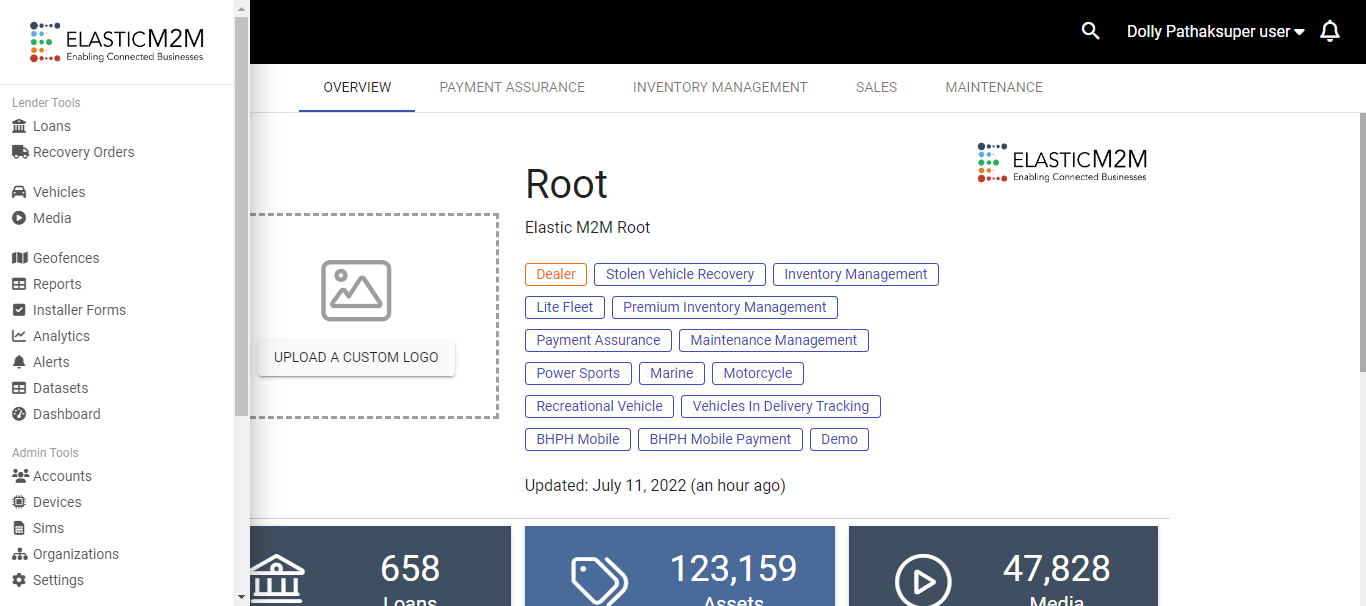 ELASTICM2M
Enabling Connected Businesses
Dolly Pathaksuper user
OVERVIEW PAYMENT ASSURANCE INVENTORY MANAGEMENT SALES MAINTENANCE
Lender Tools
Loans
Recovery Orders
Vehicles
Media
Geofences
Reports
Installer Forms
Analytics
Alerts
Datasets
Dashboard
Admin Tools
Accounts
Devices
Sims
Organizations
Settings
UPLOAD A CUSTOM LOGO
Root
Elastic M2M Root
ELASTICM2M
Enabling Connected Businesses
Dealer Stolen Vehicle Recovery Inventory Management
Lite Fleet Premium Inventory Management
Payment Assurance Maintenance Management
Power Sports Marine Motorcycle
Recreational Vehicle Vehicles In Delivery Tracking
BHPH Mobile BHPH Mobile Payment Demo
Updated: July 11, 2022 (an hour ago)
658
Loans
123,159
Assets
47,828
Media